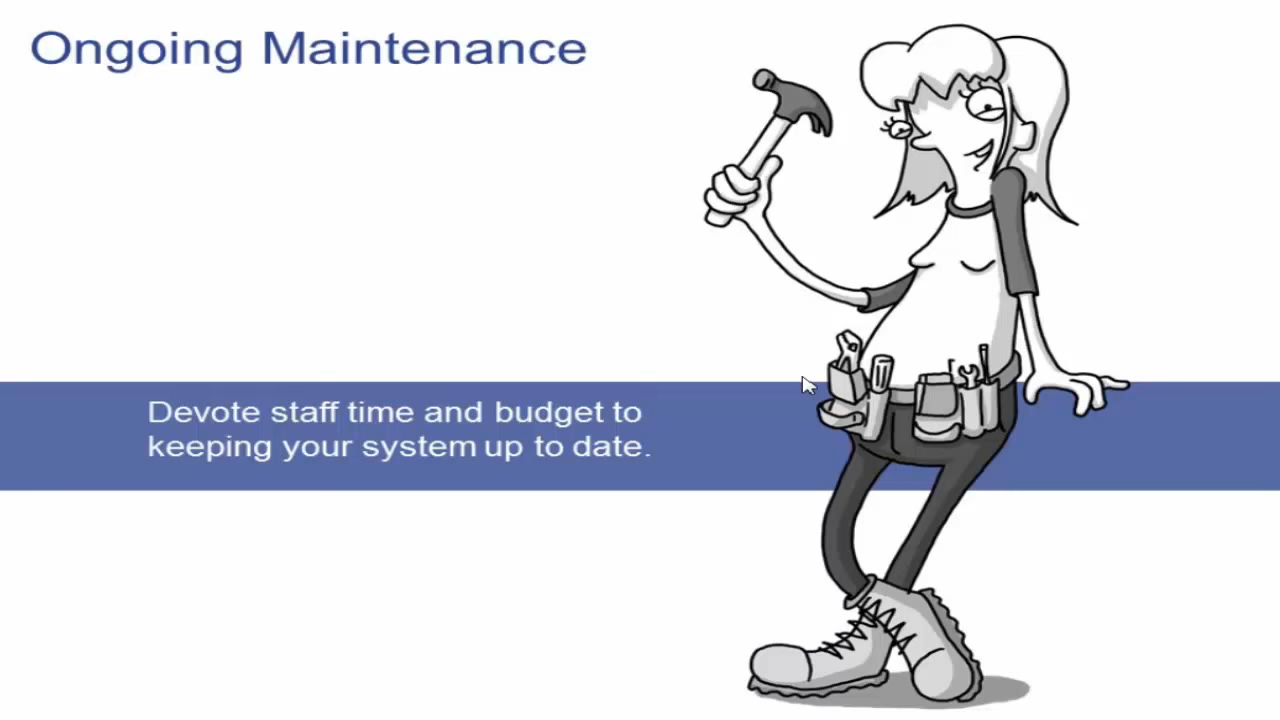 Ongoing Maintenance
Devote staff time and budget to
keeping your system up to date.